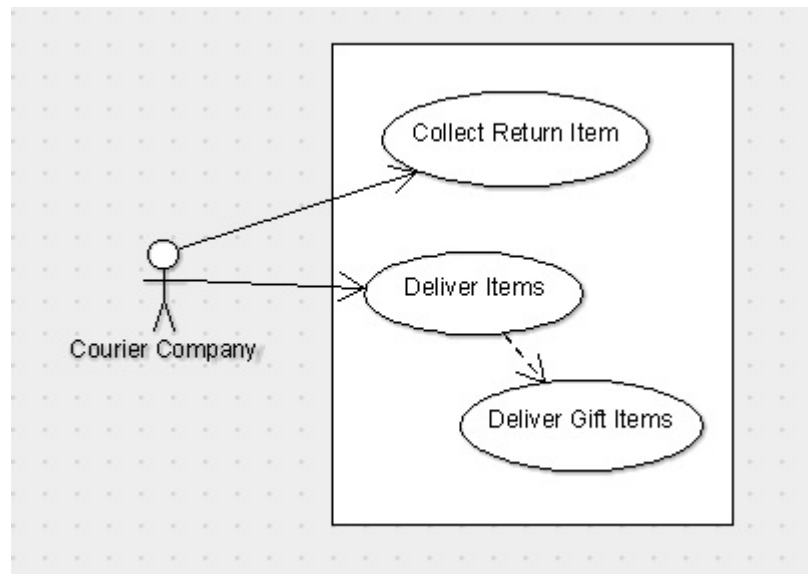 Collect Return Item
Deliver Items
Courier Company
Deliver Gift Items